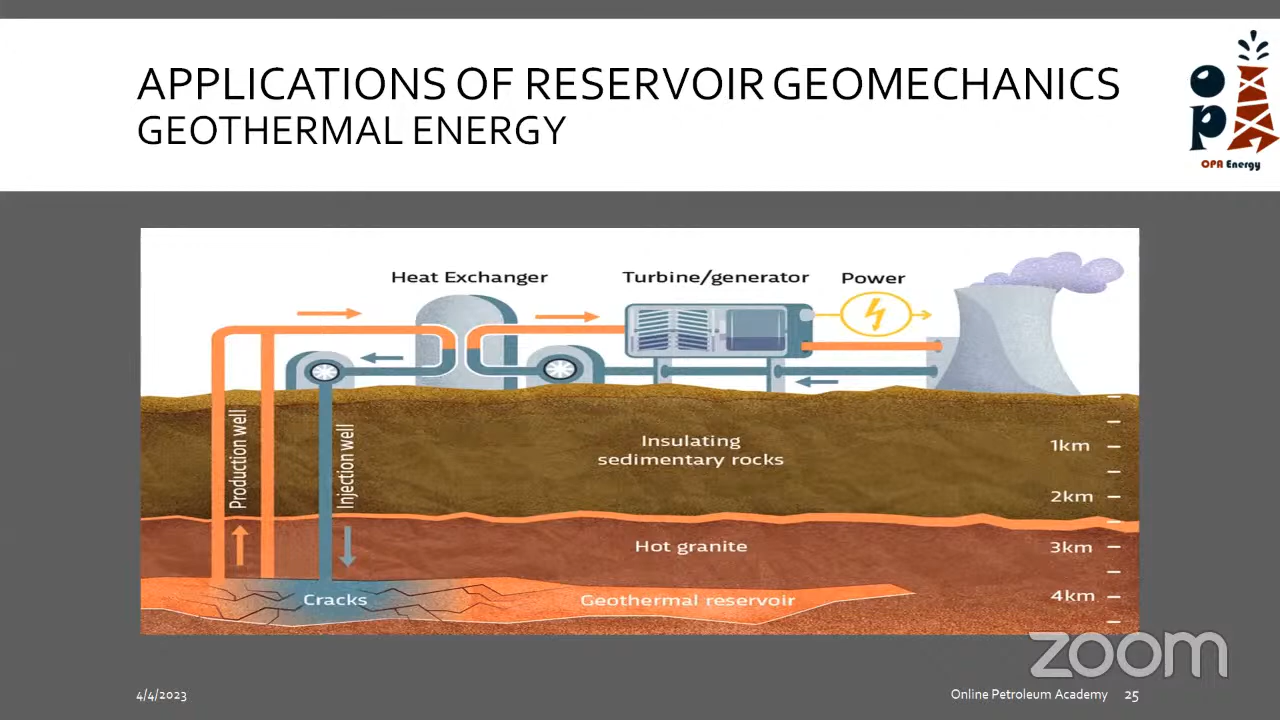 APPLICATIONS OF RESERVOIR GEOMECHANICS
GEOTHERMAL ENERGY
OPA
OPA Energy
Heat Exchanger
Turbine/generator
Power
Production well
Injection well
Insulating
sedimentary rocks
1km
2km
Hot granite
3km
Cracks
Geothermal reservoir
4km
zoom
4/4/2023
Online Petroleum Academy
25